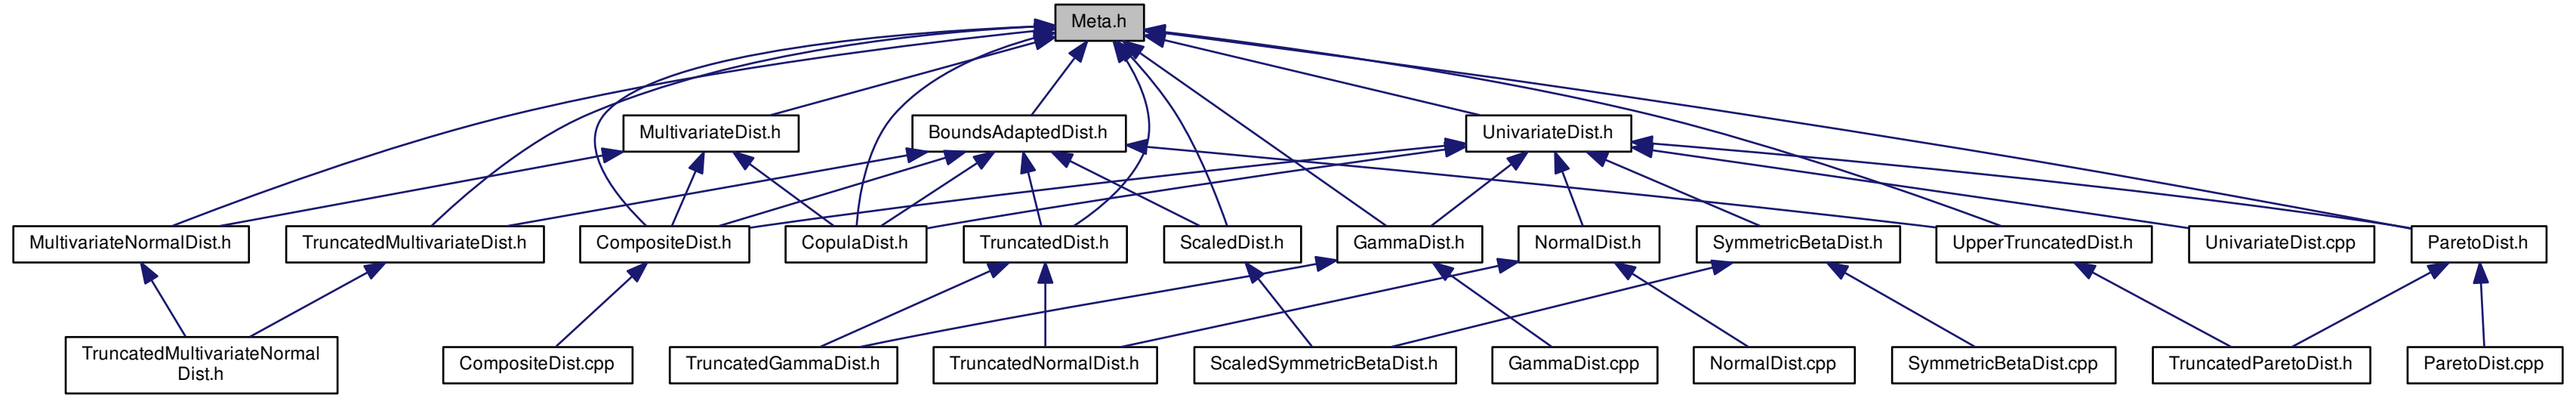 Meta.h
MultivariateDist.h
BoundsAdaptedDist.h
UnivariateDist.h
MultivariateNormalDist.h
TruncatedMultivariateDist.h
CompositeDist.h
CopulaDist.h
TruncatedDist.h
ScaledDist.h
GammaDist.h
NormalDist.h
SymmetricBetaDist.h
UpperTruncatedDist.h
UnivariateDist.cpp
ParetoDist.h
TruncatedMultivariateNormal
Dist.h
CompositeDist.cpp
TruncatedGammaDist.h
TruncatedNormalDist.h
ScaledSymmetricBetaDist.h
GammaDist.cpp
NormalDist.cpp
SymmetricBetaDist.cpp
TruncatedParetoDist.h
ParetoDist.cpp